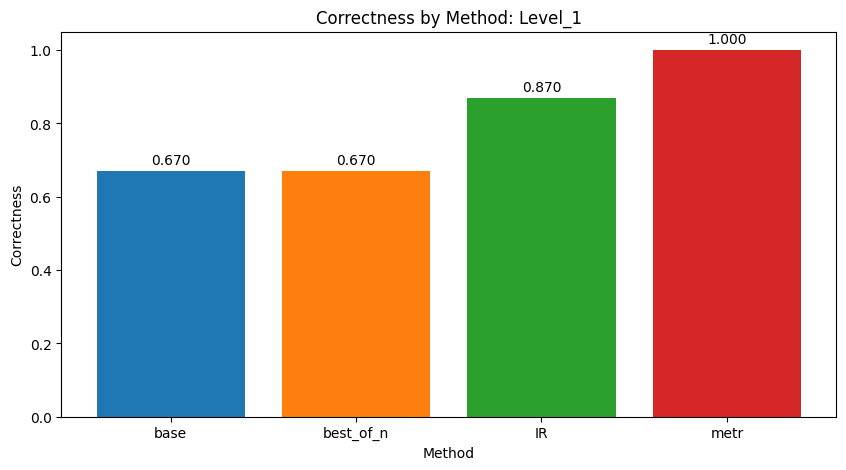 Correctness by Method: Level_1
1.000
1.0
0.870
0.8
0.670
0.670
0.6
Correctness
0.4
0.2
0.0
base
best_of_n
IR
metr
Method